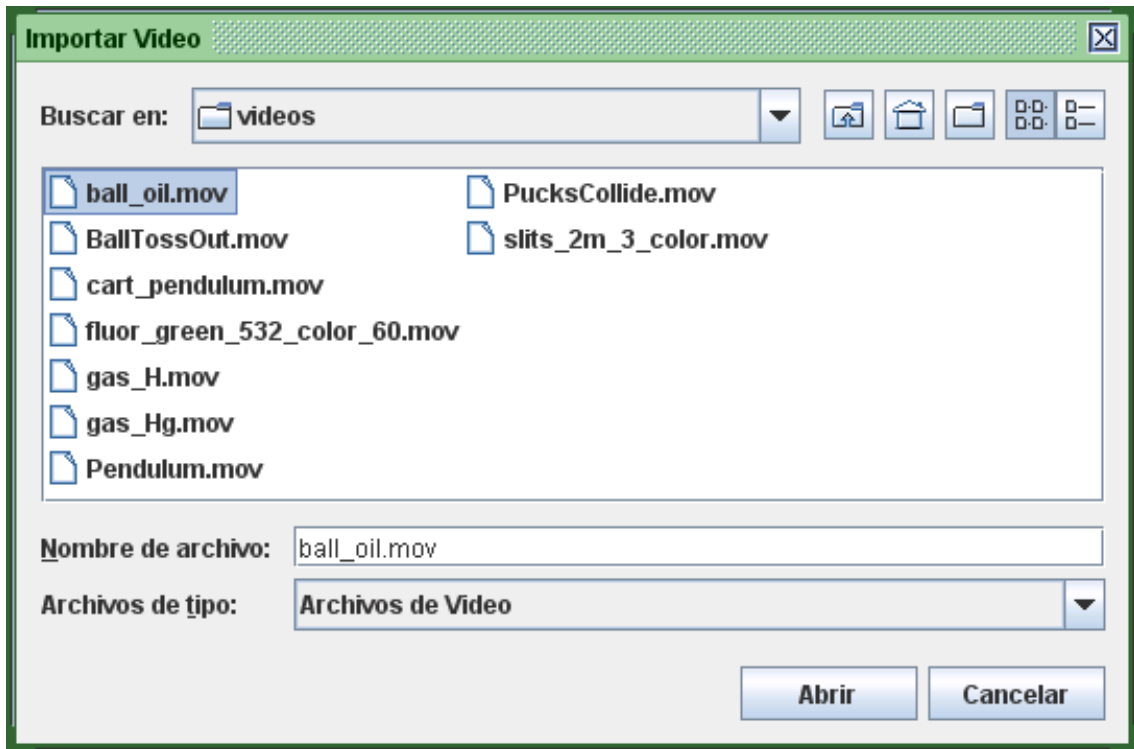 Importar Video
Buscar en: videos
ball_oil.mov
BallTossOut.mov
cart_pendulum.mov
fluor_green_532_color_60.mov
gas_H.mov
gas_Hg.mov
Pendulum.mov
PucksCollide.mov
slits_2m_3_color.mov
Nombre de archivo: ball_oil.mov
Archivos de tipo: Archivos de Video
Abrir Cancelar